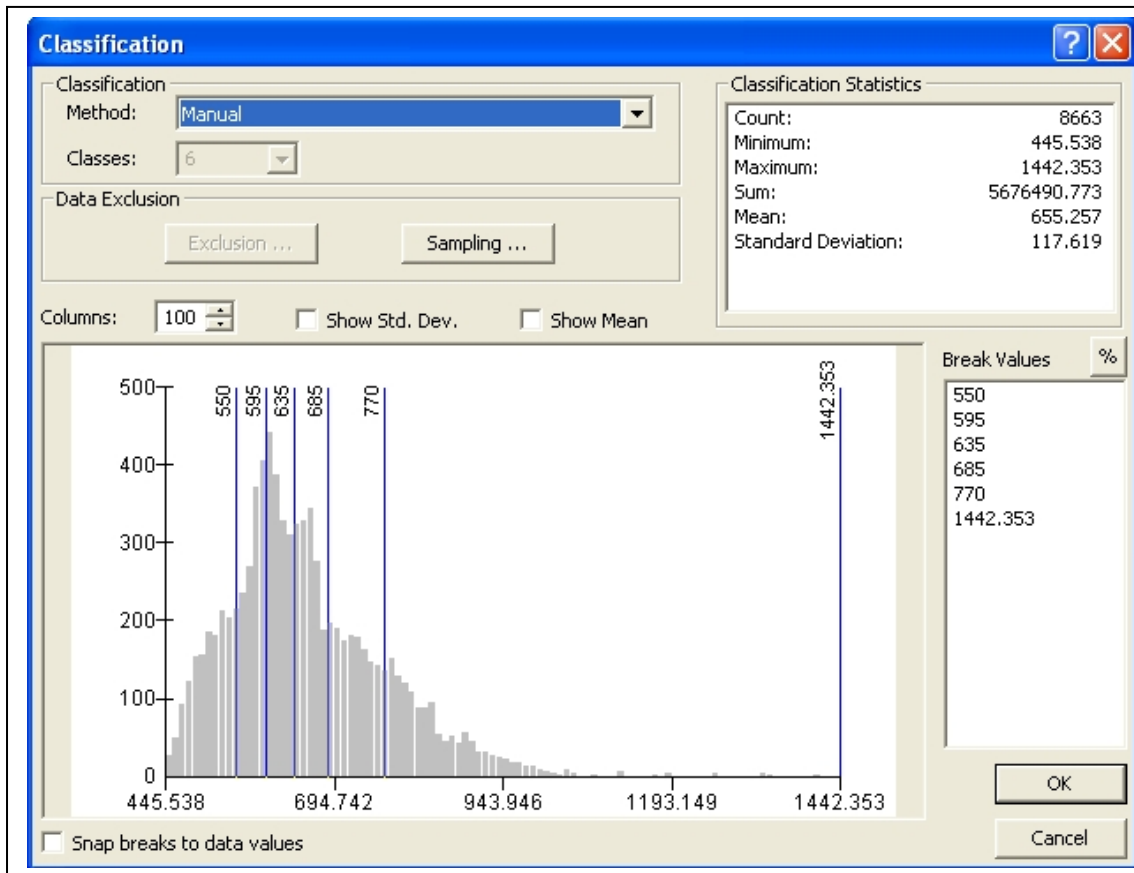 Classification
Classification
Method: Manual
Classes: 6
Data Exclusion
Exclusion ...
Sampling ...
Classification Statistics
Count: 8663
Minimum: 445.538
Maximum: 1442.353
Sum: 5676490.773
Mean: 655.257
Standard Deviation: 117.619
Columns: 100
Show Std. Dev.
Show Mean
Break Values %
550
595
635
685
770
1442.353
500
400
300
200
100
0
550
595
635
685
770
1442.353
445.538 694.742 943.946 1193.149 1442.353
Snap breaks to data values
OK
Cancel